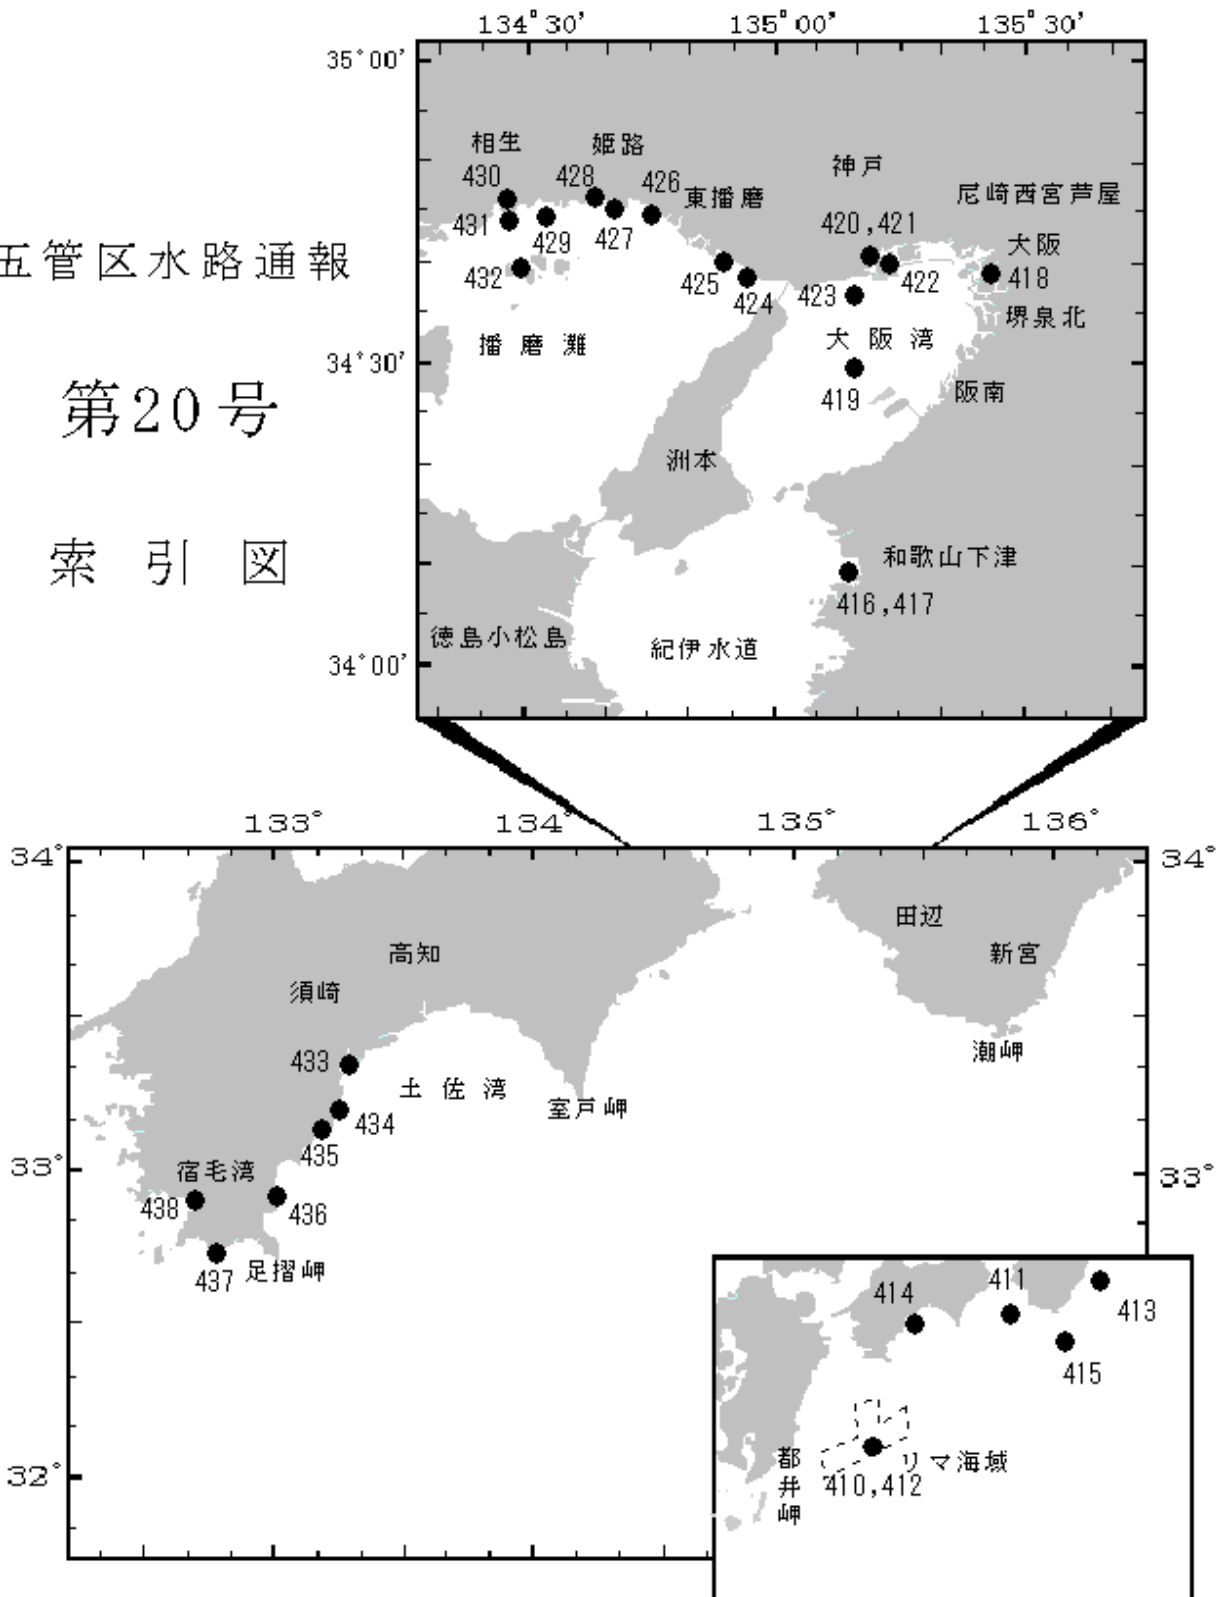 134°30' 135°00' 135°30'
35°00'
相生 姫路 神戸
430 428 426 東播磨 尼崎西宮芦屋
431 429 427 420,421 大阪
五管区水路通報
432 425 424 423 422 418
堺泉北
播磨灘 大阪湾
34°30'
419 阪南
第20号
洲本
索引図
和歌山下津
416,417
徳島小松島 紀伊水道
34°00'
133° 134° 135° 136°
34° 34°
田辺
高知 新宮
須崎
潮岬
433 土佐湾
室戸岬
434
435
33° 宿毛湾 33°
438 436
437 足摺岬
414 411
413
415
32°
都井岬 リマ海域
410,412